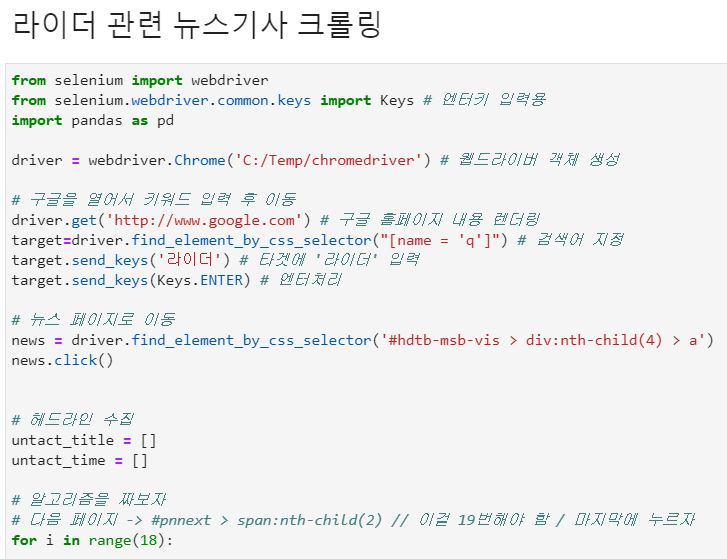 라이더 관련 뉴스기사 크롤링
from selenium import webdriver
from selenium.webdriver.common.keys import Keys # 엔터키 입력용
import pandas as pd
driver = webdriver.Chrome('C:/Temp/chromedriver') # 웹드라이버 객체 생성
# 구글을 열어서 키워드 입력 후 이동
driver.get('http://www.google.com') # 구글 홈페이지 내용 렌더링
target=driver.find_element_by_css_selector("[name = 'q']") # 검색어 지정
target.send_keys('라이더') # 타겟에 '라이더' 입력
target.send_keys(Keys.ENTER) # 엔터처리
# 뉴스 페이지로 이동
news = driver.find_element_by_css_selector('#hdtb-msb-vis > div:nth-child(4) > a')
news.click()
# 헤드라인 수집
untact_title = []
untact_time = []
# 알고리즘을 짜보자
# 다음 페이지 -> #pnnext > span:nth-child(2) // 이걸 19번해야 함 / 마지막에 누르자
for i in range(18):